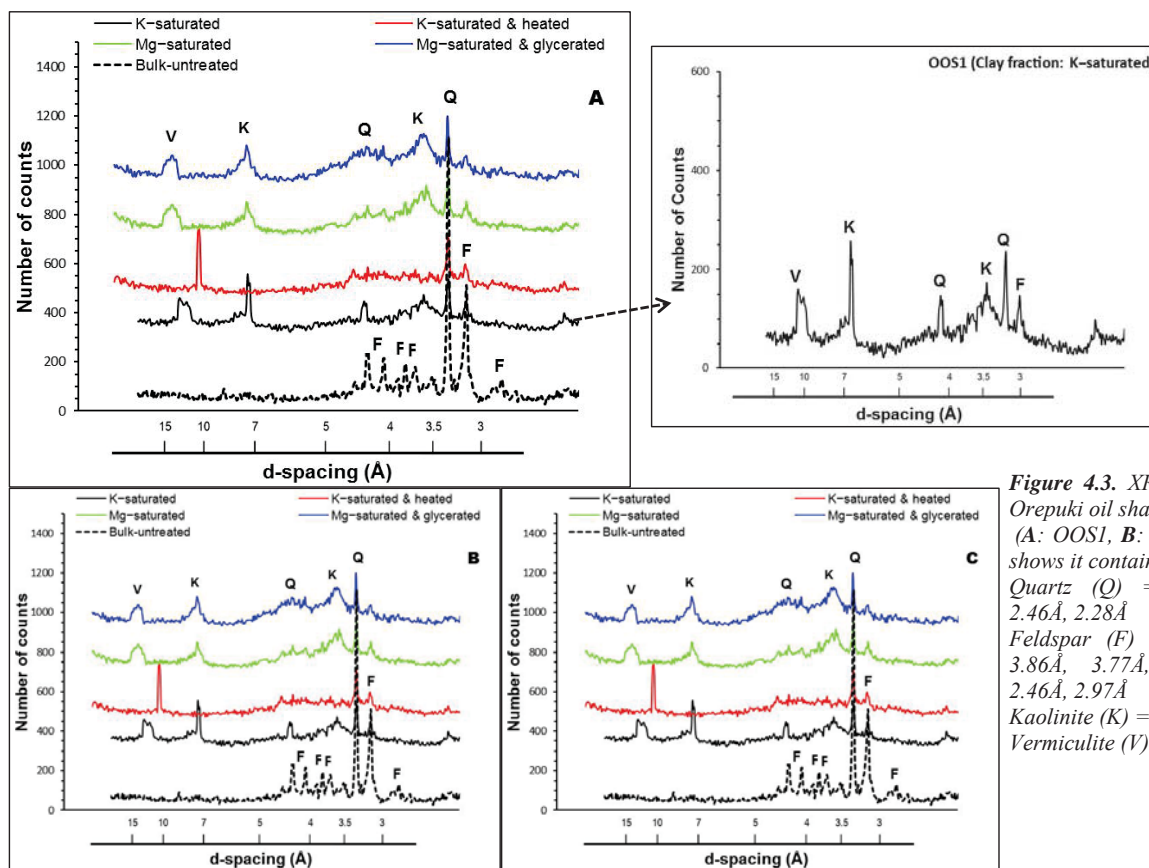 K−saturated
K−saturated & heated
Mg−saturated
Mg−saturated & glycerated
Bulk−untreated
A
1400
1200
1000
800
600
400
200
0
Number of counts
V
K
Q
K
Q
F
F
F
F
F
15
10
7
5
4
3.5
3
d-spacing (Å)
OOS1 (Clay fraction: K−saturated
600
400
200
0
Number of Counts
V
K
Q
K
Q
F
15
10
7
5
4
3.5
3
d-spacing (Å)
K−saturated
K−saturated & heated
Mg−saturated
Mg−saturated & glycerated
Bulk−untreated
B
1400
1200
1000
800
600
400
200
0
Number of counts
V
K
Q
K
Q
F
F
F
F
F
15
10
7
5
4
3.5
3
d-spacing (Å)
K−saturated
K−saturated & heated
Mg−saturated
Mg−saturated & glycerated
Bulk−untreated
C
1400
1200
1000
800
600
400
200
0
Number of counts
V
K
Q
K
Q
F
F
F
F
F
15
10
7
5
4
3.5
3
d-spacing (Å)
Figure 4.3.
Orepuki oil
(A: OOS1, B:
shows it
Quartz (Q) =
2.46Å, 2.28Å
Feldspar (F)
3.86Å, 3.77Å,
2.46Å, 2.97Å
Kaolinite (K) =
Vermiculite (V)